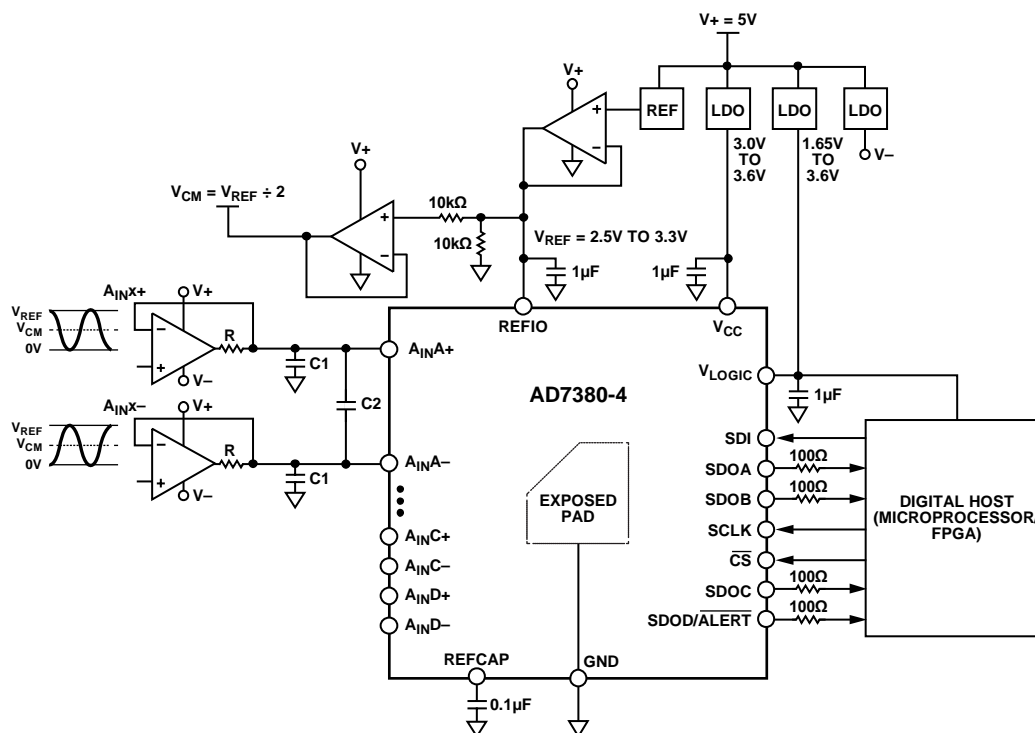 V+ = 5V
V+
REF
LDO
LDO
LDO
3.0V
TO
3.6V
1.65V
TO
3.6V
V–
V+
VCM = VREF ÷ 2
10kΩ
10kΩ
VREF = 2.5V TO 3.3V
1µF
1µF
REFIO
VCC
AINX+
V+
VREF
VCM
0V
R
V–
C1
C2
AINA+
AINX–
V+
VREF
VCM
0V
R
V–
C1
AINA–
AINC+
AINC–
AIND+
AIND–
AD7380-4
EXPOSED
PAD
VLOGIC
1µF
SDI
SDOA
100Ω
SDOB
100Ω
SCLK
CS
SDOC
100Ω
SDOD/ALERT
100Ω
DIGITAL HOST
(MICROPROCESSOR/
FPGA)
REFCAP
0.1µF
GND